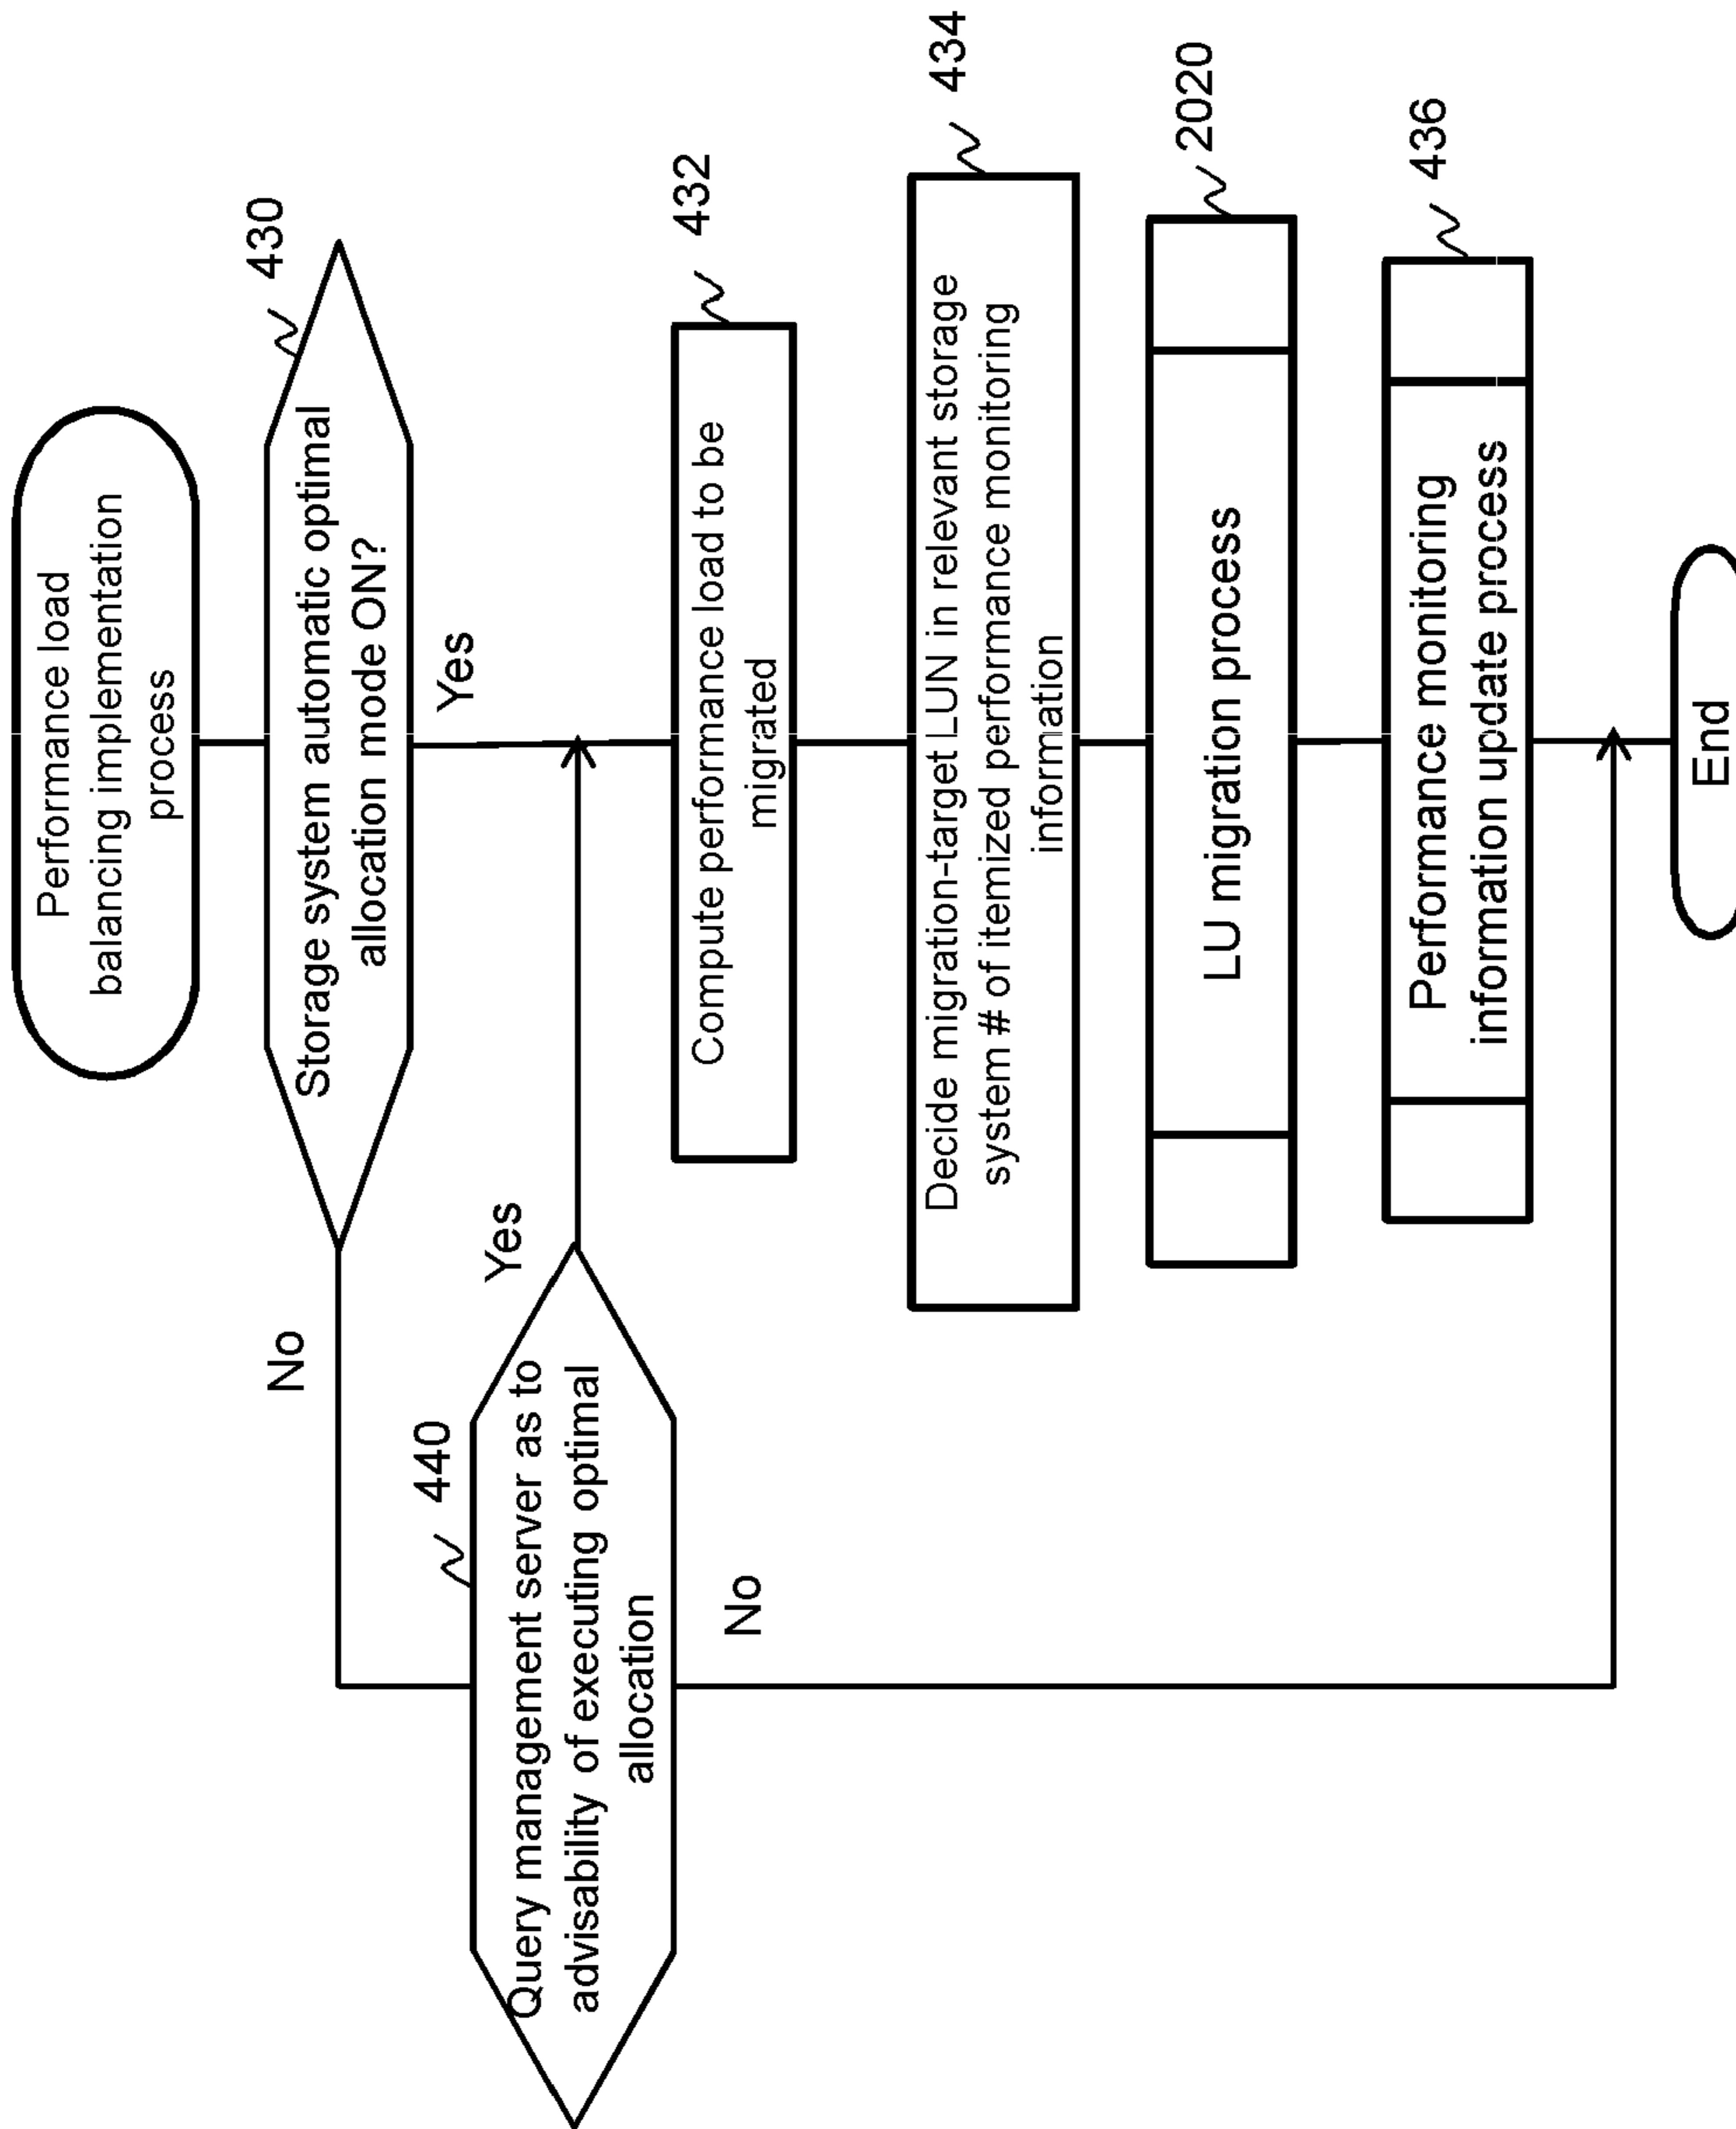 Performance load
balancing implementation
process
430
Storage system automatic optimal
allocation mode ON?
No
Yes
440
Query management server as to
advisability of executing optimal
allocation
Yes
No
432
Compute performance load to be
migrated
434
Decide migration-target LUN in relevant storage
system # of itemized performance monitoring
information
2020
LU migration process
436
Performance monitoring
information update process
End